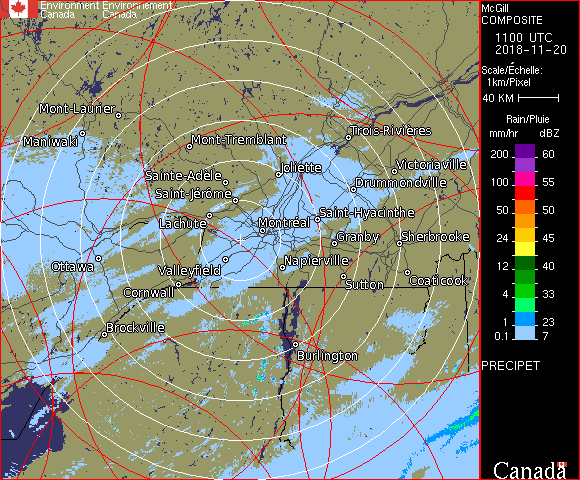 Environment Environnement
Canada Canada
McGill
COMPOSITE
1100 UTC
2018-11-20
Scale/Échelle:
1km/Pixel
40 KM
Rain/Pluie
mm/hr dBZ
200 60
100 55
50 50
24 45
12 40
4 33
1 23
0.1 7
PRECIPET
Canada
Mont-Laurier
Maniwaki
Mont-Tremblant
Trois-Rivières
Joliette
Victoriaville
Sainte-Adèle
Drummondville
Saint-Jérôme
Saint-Hyacinthe
Lachute
Montréal
Granby
Sherbrooke
Ottawa
Valleyfield
Napierville
Cornwall
Sutton
Coaticook
Brockville
Burlington